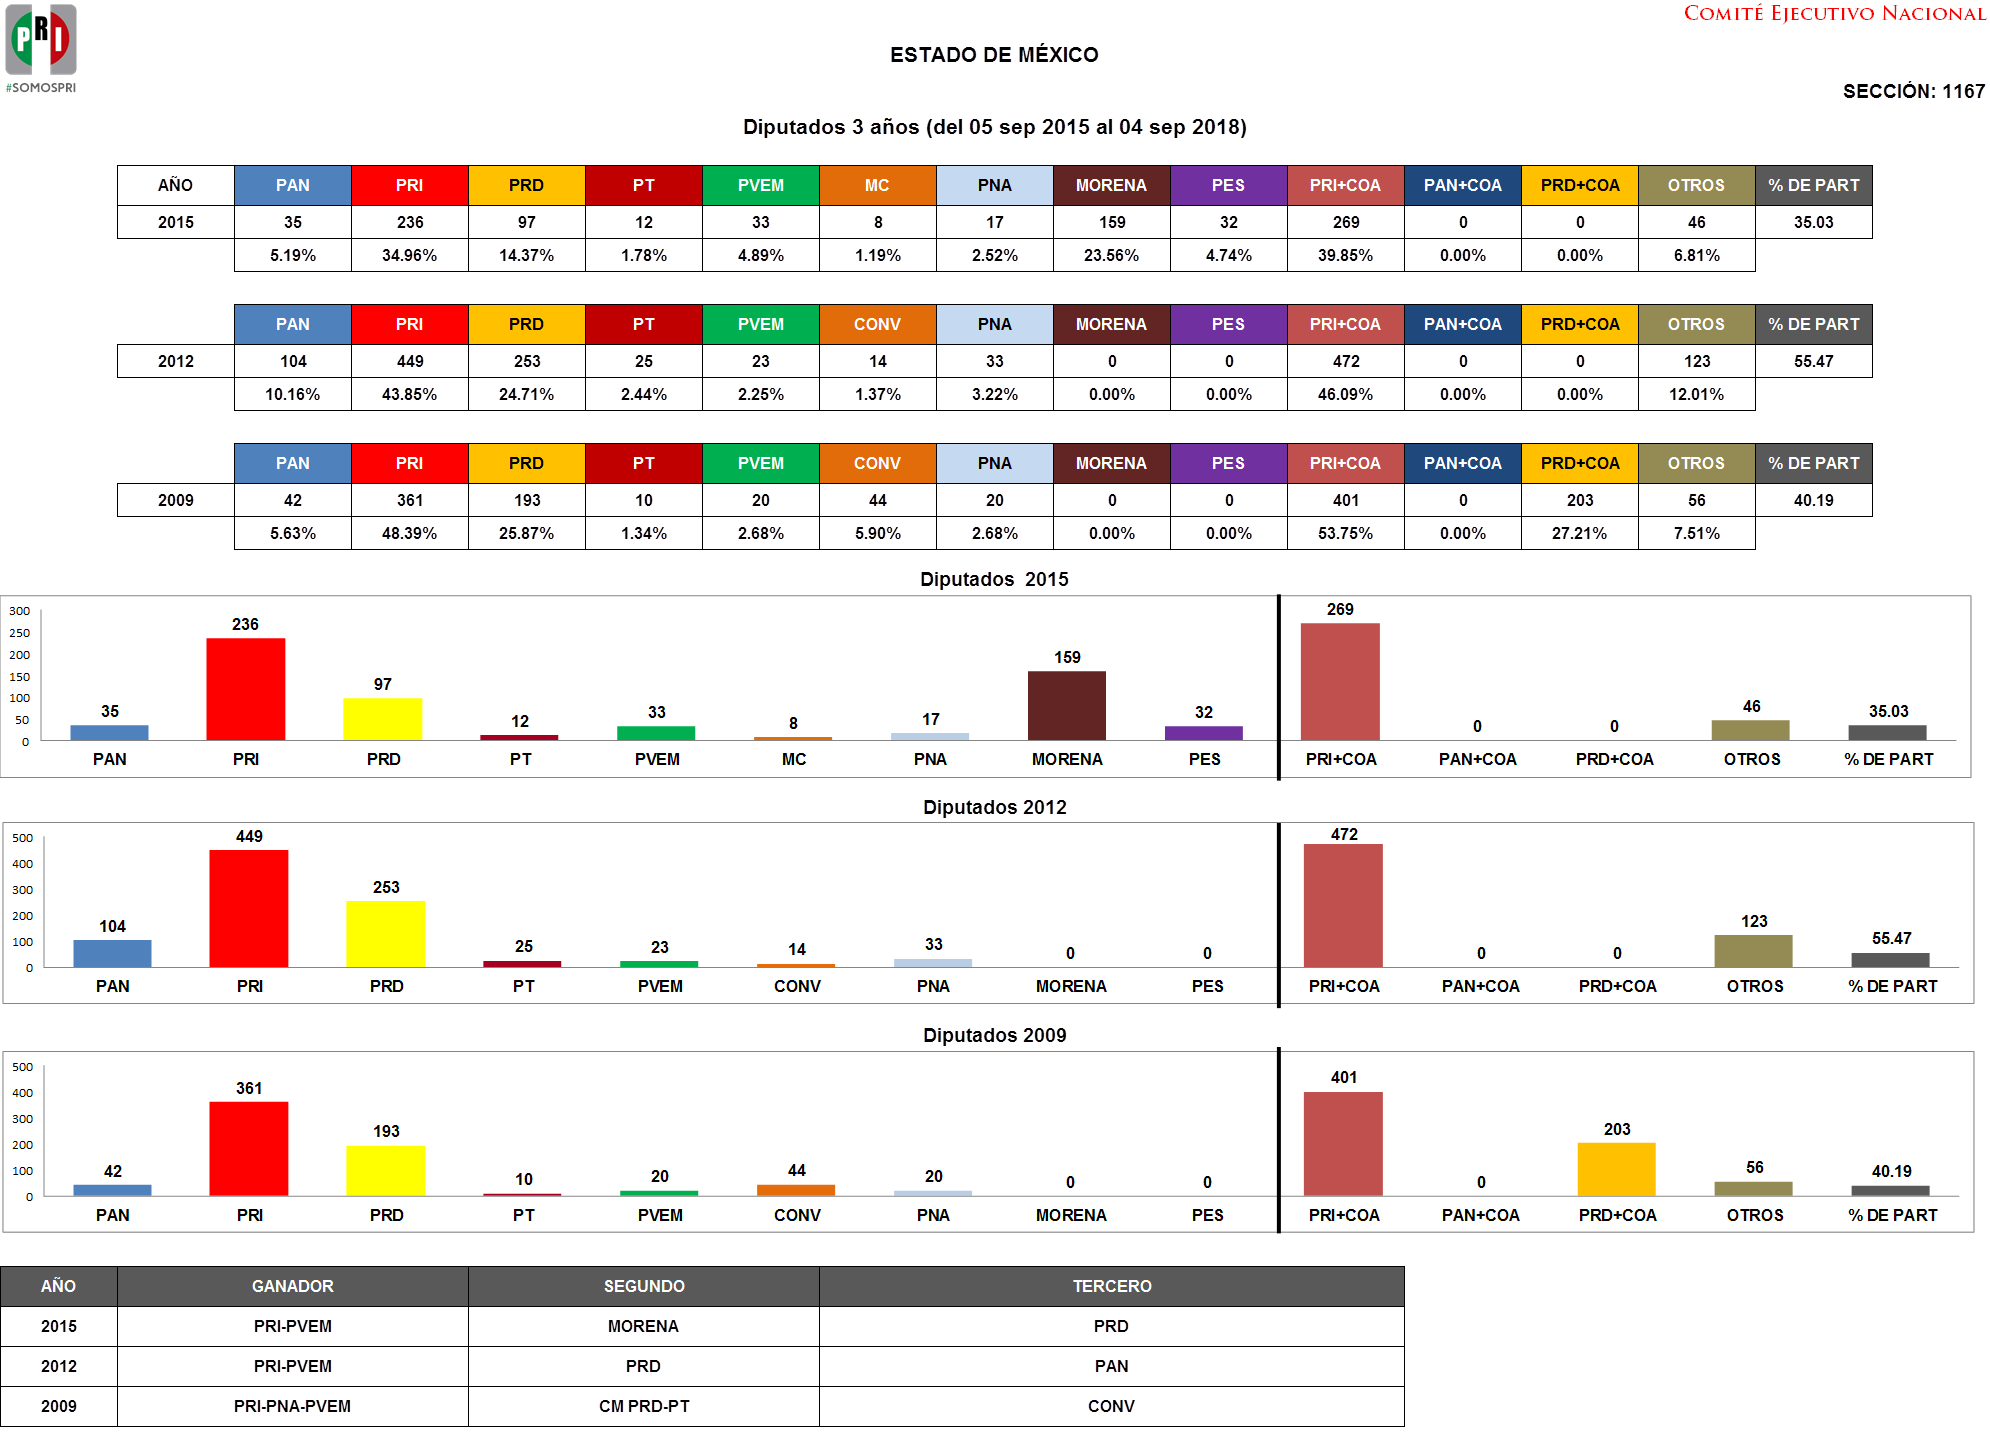 PRI
#SOMOSPRI
COMITÉ EJECUTIVO NACIONAL
ESTADO DE MÉXICO
SECCIÓN: 1167
Diputados 3 años (del 05 sep 2015 al 04 sep 2018)
AÑO PAN PRI PRD PT PVEM MC PNA MORENA PES PRI+COA PAN+COA PRD+COA OTROS % DE PART
2015 35 236 97 12 33 8 17 159 32 269 0 0 46 35.03
5.19% 34.96% 14.37% 1.78% 4.89% 1.19% 2.52% 23.56% 4.74% 39.85% 0.00% 0.00% 6.81%
PAN PRI PRD PT PVEM CONV PNA MORENA PES PRI+COA PAN+COA PRD+COA OTROS % DE PART
2012 104 449 253 25 23 14 33 0 0 472 0 0 123 55.47
10.16% 43.85% 24.71% 2.44% 2.25% 1.37% 3.22% 0.00% 0.00% 46.09% 0.00% 0.00% 12.01%
PAN PRI PRD PT PVEM CONV PNA MORENA PES PRI+COA PAN+COA PRD+COA OTROS % DE PART
2009 42 361 193 10 20 44 20 0 0 401 0 203 56 40.19
5.63% 48.39% 25.87% 1.34% 2.68% 5.90% 2.68% 0.00% 0.00% 53.75% 0.00% 27.21% 7.51%
Diputados 2015
300
250
200
150
100
50
0
35 236 97 12 33 8 17 159 32 269 0 0 46 35.03
PAN PRI PRD PT PVEM MC PNA MORENA PES PRI+COA PAN+COA PRD+COA OTROS % DE PART
Diputados 2012
500
400
300
200
100
0
104 449 253 25 23 14 33 0 0 472 0 0 123 55.47
PAN PRI PRD PT PVEM CONV PNA MORENA PES PRI+COA PAN+COA PRD+COA OTROS % DE PART
Diputados 2009
500
400
300
200
100
0
42 361 193 10 20 44 20 0 0 401 0 203 56 40.19
PAN PRI PRD PT PVEM CONV PNA MORENA PES PRI+COA PAN+COA PRD+COA OTROS % DE PART
AÑO GANADOR SEGUNDO TERCERO
2015 PRI-PVEM MORENA PRD
2012 PRI-PVEM PRD PAN
2009 PRI-PNA-PVEM CM PRD-PT CONV